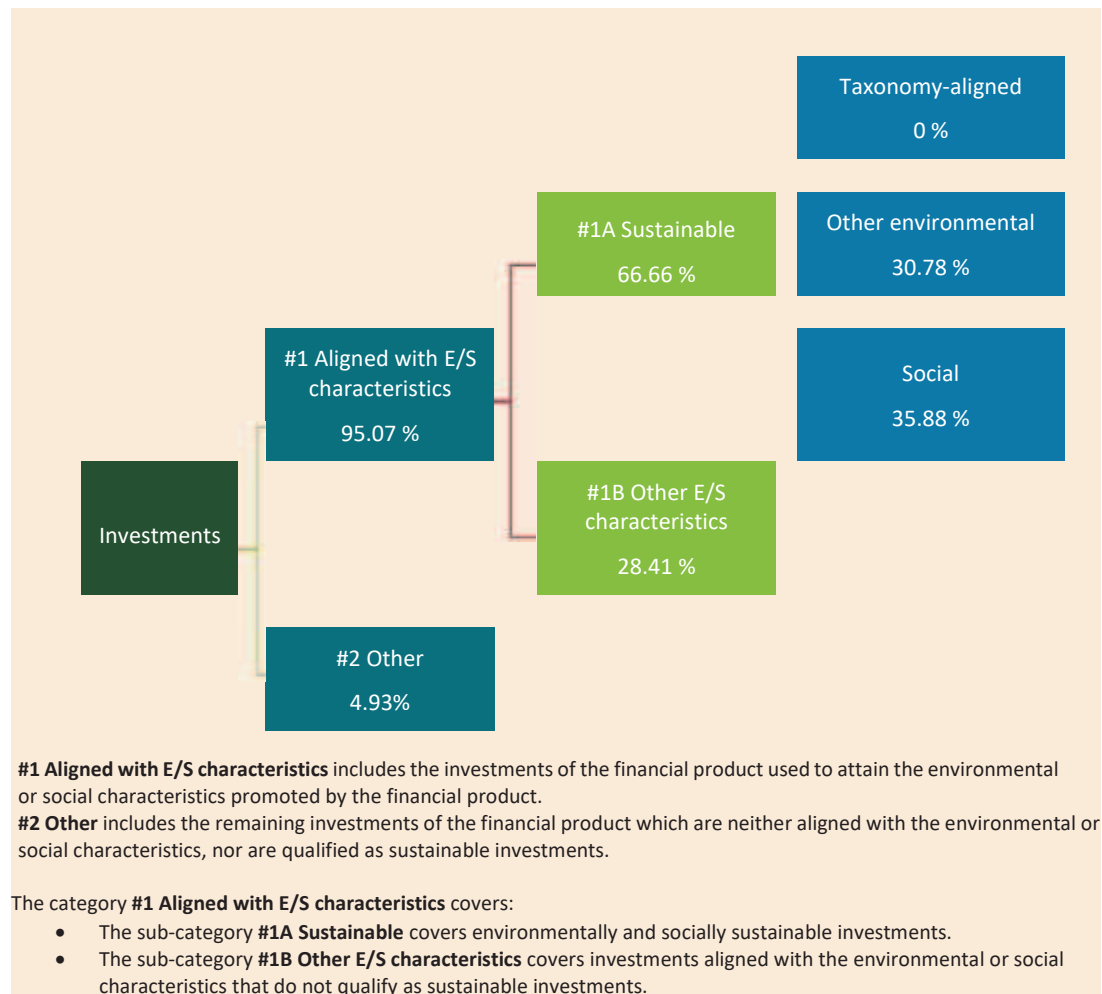 Taxonomy-aligned
0 %
#1A Sustainable
66.66 %
Other environmental
30.78 %
#1 Aligned with E/S
characteristics
95.07 %
Social
35.88 %
Investments
#1B Other E/S
characteristics
28.41 %
#2 Other
4.93%
#1 Aligned with E/S characteristics includes the investments of the financial product used to attain the environmental
or social characteristics promoted by the financial product.
#2 Other includes the remaining investments of the financial product which are neither aligned with the environmental or
social characteristics, nor are qualified as sustainable investments.
The category #1 Aligned with E/S characteristics covers:
• The sub-category #1A Sustainable covers environmentally and socially sustainable investments.
• The sub-category #1B Other E/S characteristics covers investments aligned with the environmental or social
characteristics that do not qualify as sustainable investments.